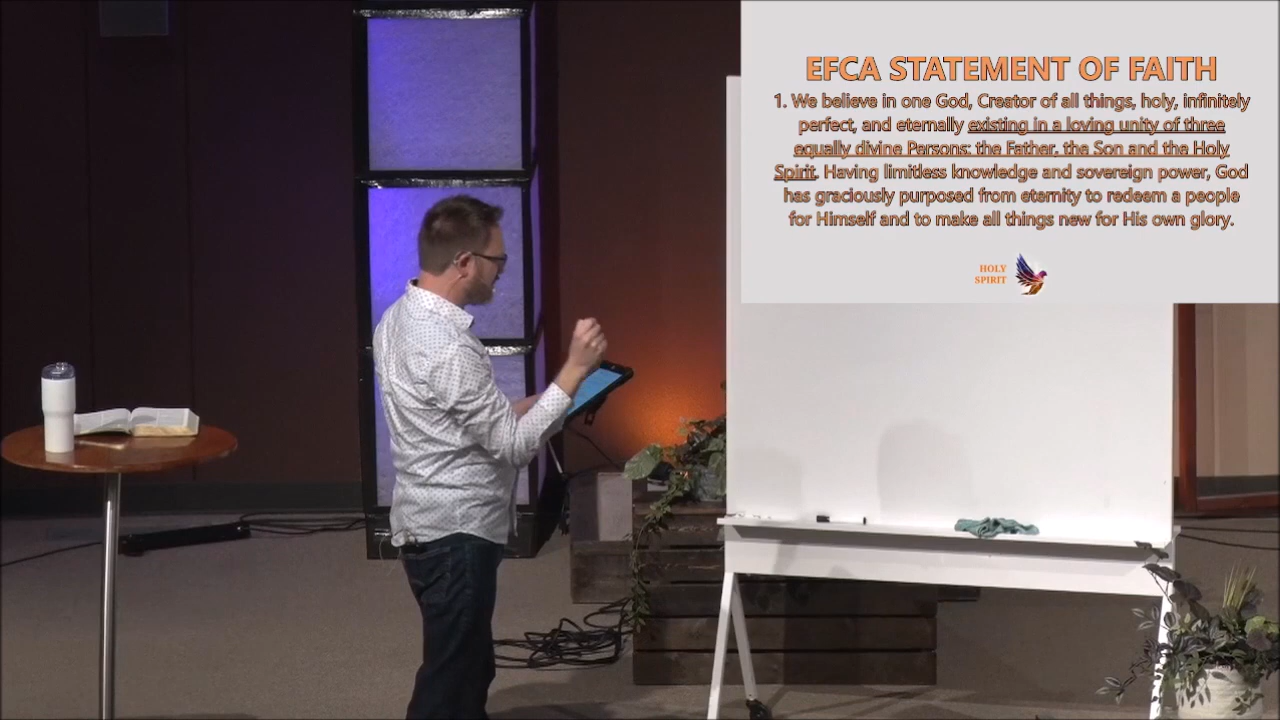 EFCA STATEMENT OF FAITH
1. We believe in one God, Creator of all things, holy, infinitely
perfect, and eternally existing in a loving unity of three
equally divine Persons: the Father, the Son and the Holy
Spirit. Having limitless knowledge and sovereign power, God
has graciously purposed from eternity to redeem a people
for Himself and to make all things new for His own glory.
HOLY
SPIRIT